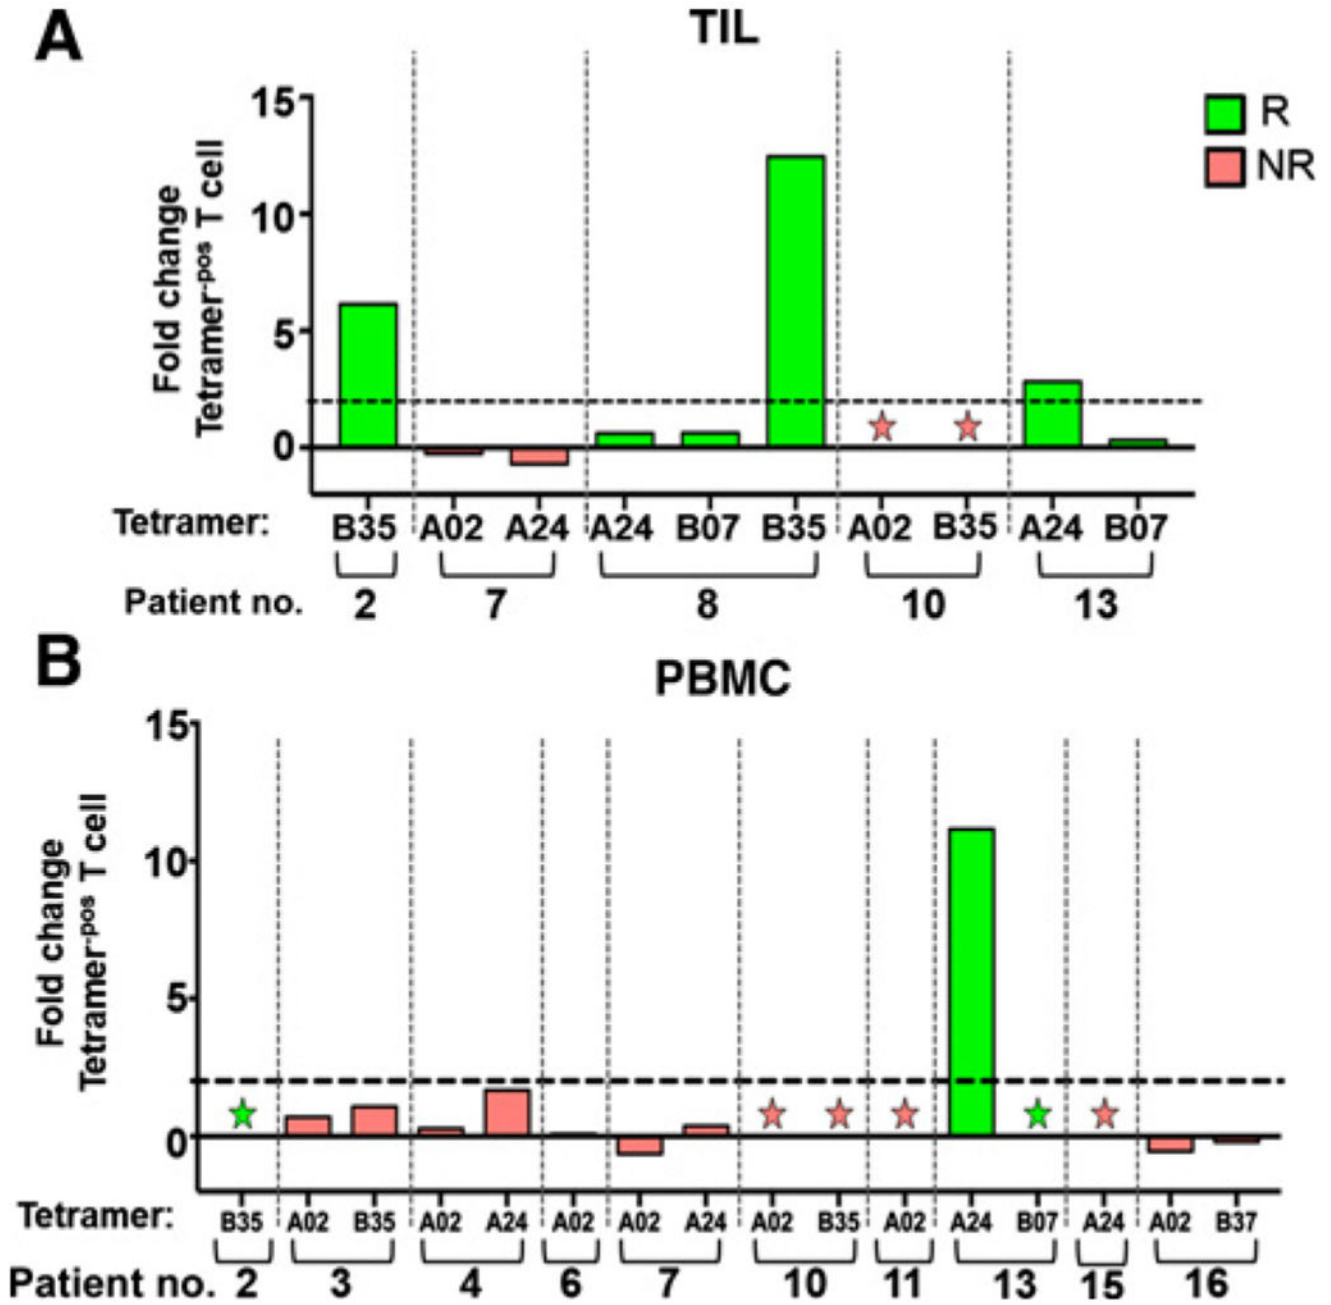 A
TIL
R
NR
Fold change
Tetramer-pos T cell
15
10
5
0
Tetramer: B35 A02 A24 A24 B07 B35 A02 B35 A24 B07
Patient no. 2 7 8 10 13
B
PBMC
Fold change
Tetramer-pos T cell
15
10
5
0
Tetramer: B35 A02 B35 A02 A24 A02 A02 A24 A02 B35 A02 A24 B07 A24 A02 B37
Patient no. 2 3 4 6 7 10 11 13 15 16